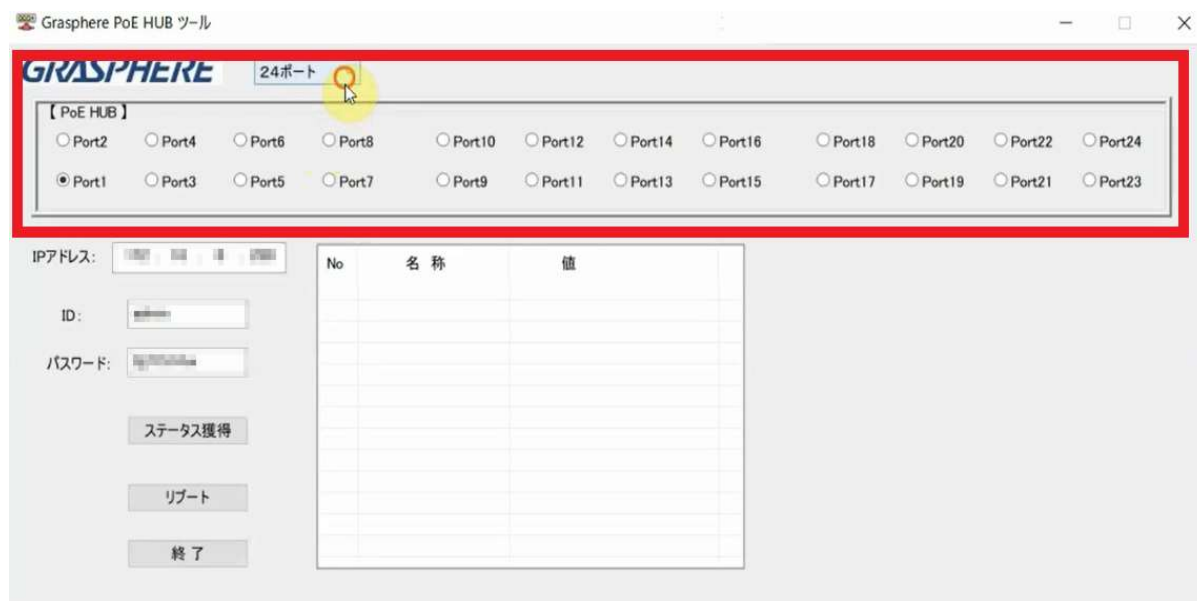 Grasphere PoE HUB ツール
GRASPHERE
24ポート
【 PoE HUB 】
Port2 Port4 Port6 Port8 Port10 Port12 Port14 Port16 Port18 Port20 Port22 Port24
Port1 Port3 Port5 Port7 Port9 Port11 Port13 Port15 Port17 Port19 Port21 Port23
IPアドレス:
No 名 称 値
ID:
パスワード:
ステータス獲得
リブート
終 了